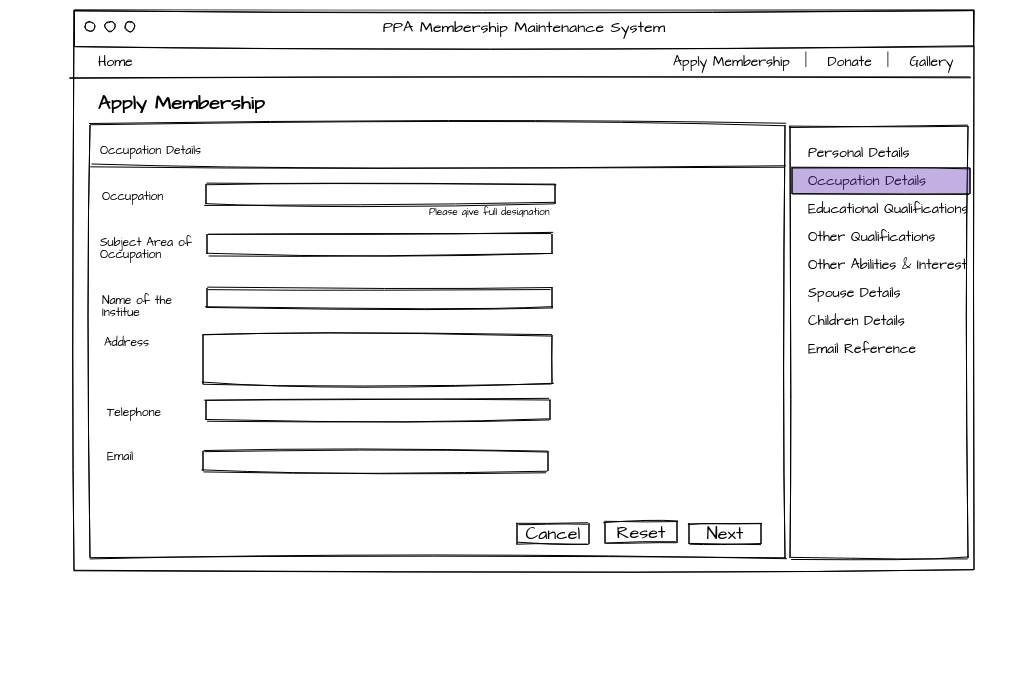 PPA Membership Maintenance System
Home
Apply Membership
Donate
Gallery
Apply Membership
Occupation Details
Occupation
Please give full designation
Subject Area of
Occupation
Name of the
Institue
Address
Telephone
Email
Cancel
Reset
Next
Personal Details
Occupation Details
Educational Qualifications
Other Qualifications
Other Abilities & Interest
Spouse Details
Children Details
Email Reference